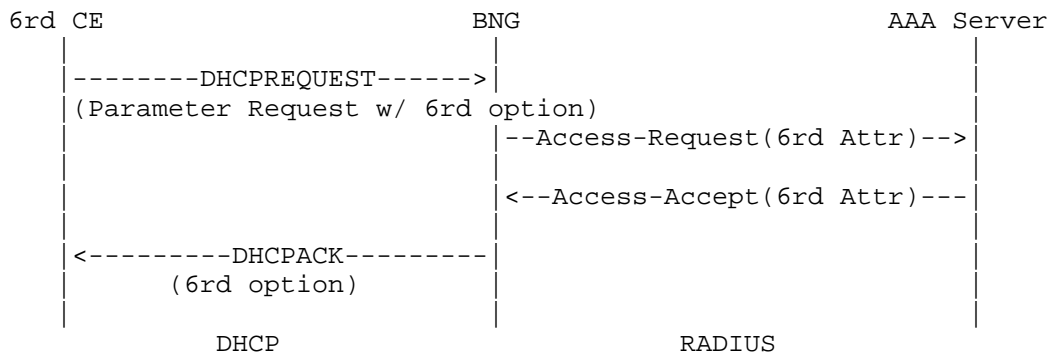 6rd CE BNG AAA Server
|--------DHCPREQUEST------>|
|(Parameter Request w/ 6rd option)
|--Access-Request(6rd Attr)-->|
|<--Access-Accept(6rd Attr)---|
|<---------DHCPACK---------|
(6rd option)
DHCP RADIUS